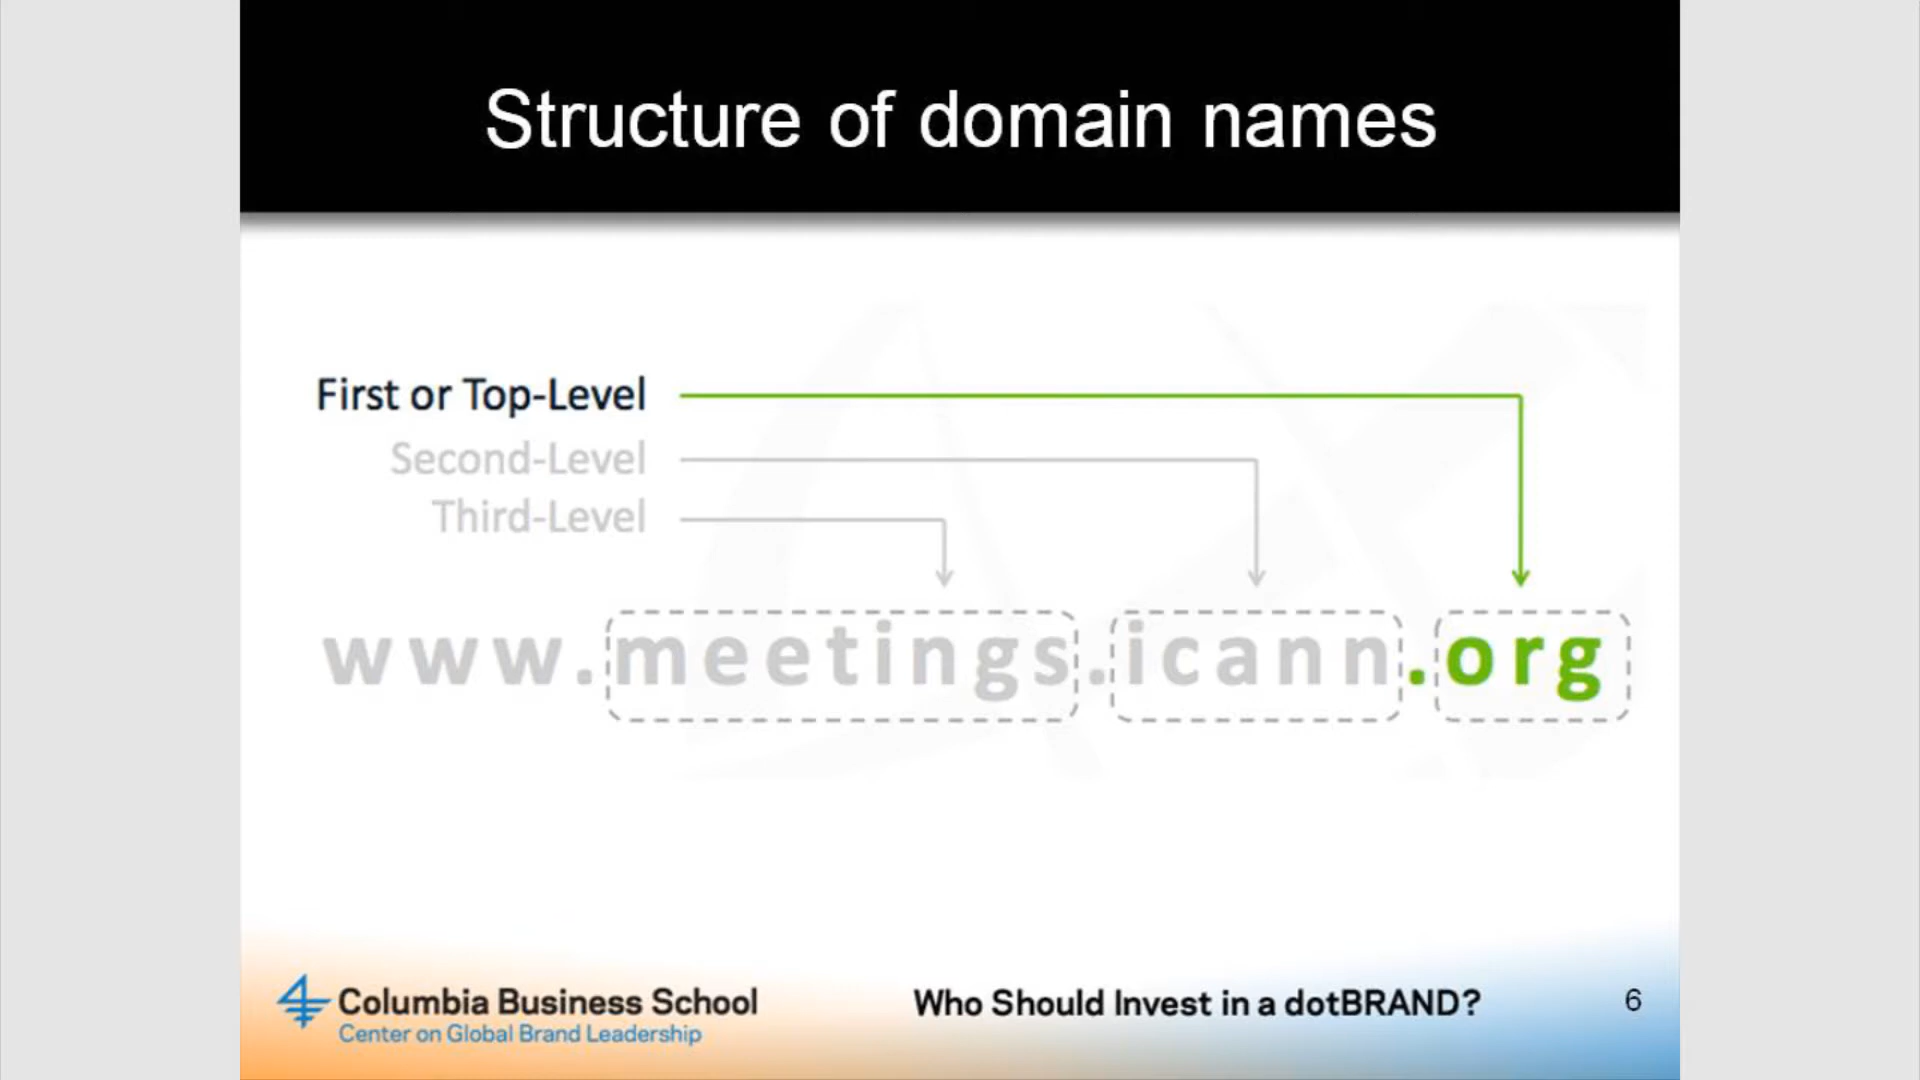 Structure of domain names
First or Top-Level
Second-Level
Third-Level
www.meetings.icann.org
Columbia Business School
Center on Global Brand Leadership
Who Should Invest in a dotBRAND?
6